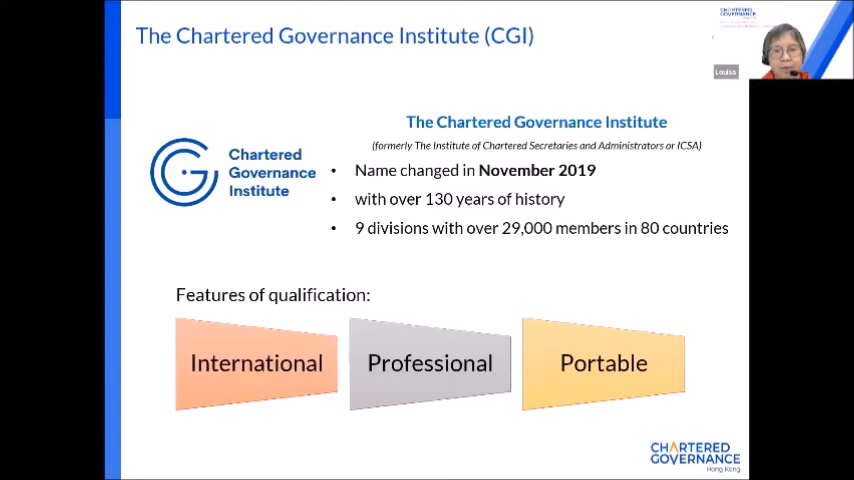 The Chartered Governance Institute (CGI)
CHARTERED
GOVERNANCE
Louisa
The Chartered Governance Institute
(formerly The Institute of Chartered Secretaries and Administrators or ICSA)
Chartered
Governance
Institute
• Name changed in November 2019
• with over 130 years of history
• 9 divisions with over 29,000 members in 80 countries
Features of qualification:
International
Professional
Portable
CHARTERED
GOVERNANCE
Hong Kong